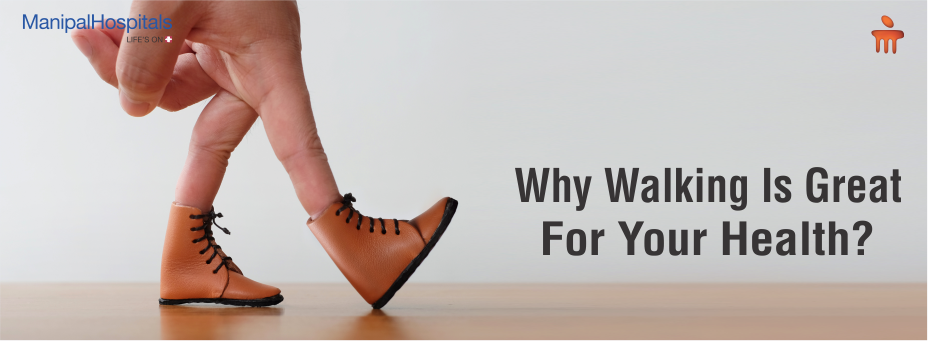 ManipalHospitals
LIFE'S ON
Why Walking Is Great
For Your Health?